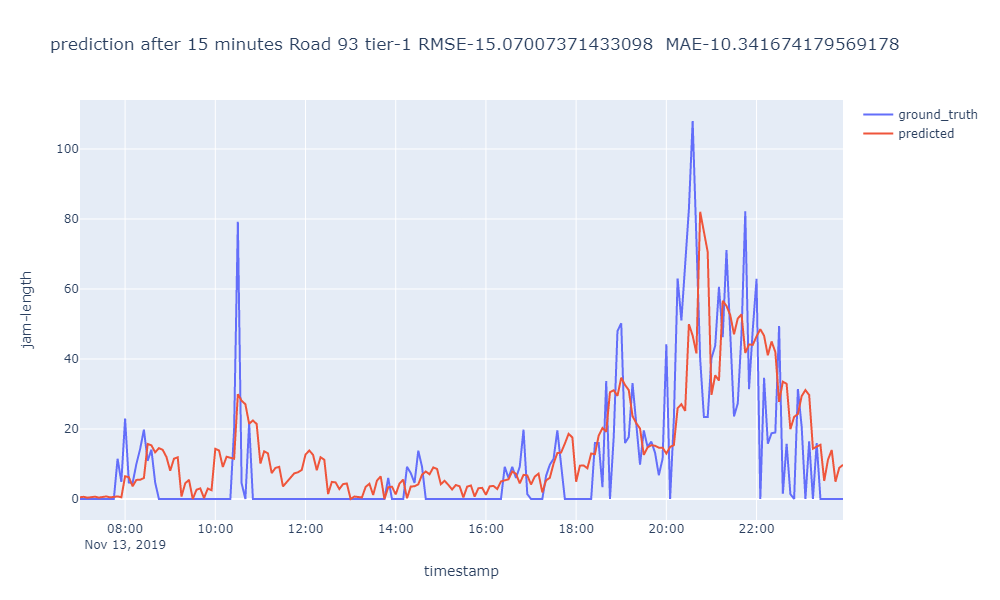 prediction after 15 minutes Road 93 tier-1 RMSE-15.07007371433098  MAE-10.341674179569178
ground_truth
predicted
100
80
60
40
20
0
jam-length
08:00 10:00 12:00 14:00 16:00 18:00 20:00 22:00
Nov 13, 2019
timestamp